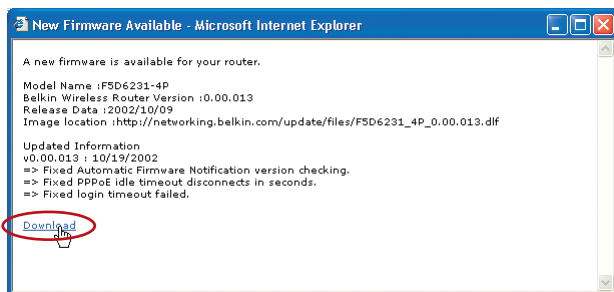 New Firmware Available - Microsoft Internet Explorer
A new firmware is available for your router.
Model Name :F5D6231-4P
Belkin Wireless Router Version :0.00.013
Release Data :2002/10/09
Image location :http://networking.belkin.com/update/files/F5D6231_4P_0.00.013.dlf
Updated Information
v0.00.013 : 10/19/2002
=> Fixed Automatic Firmware Notification version checking.
=> Fixed PPPoE idle timeout disconnects in seconds.
=> Fixed login timeout failed.
Download